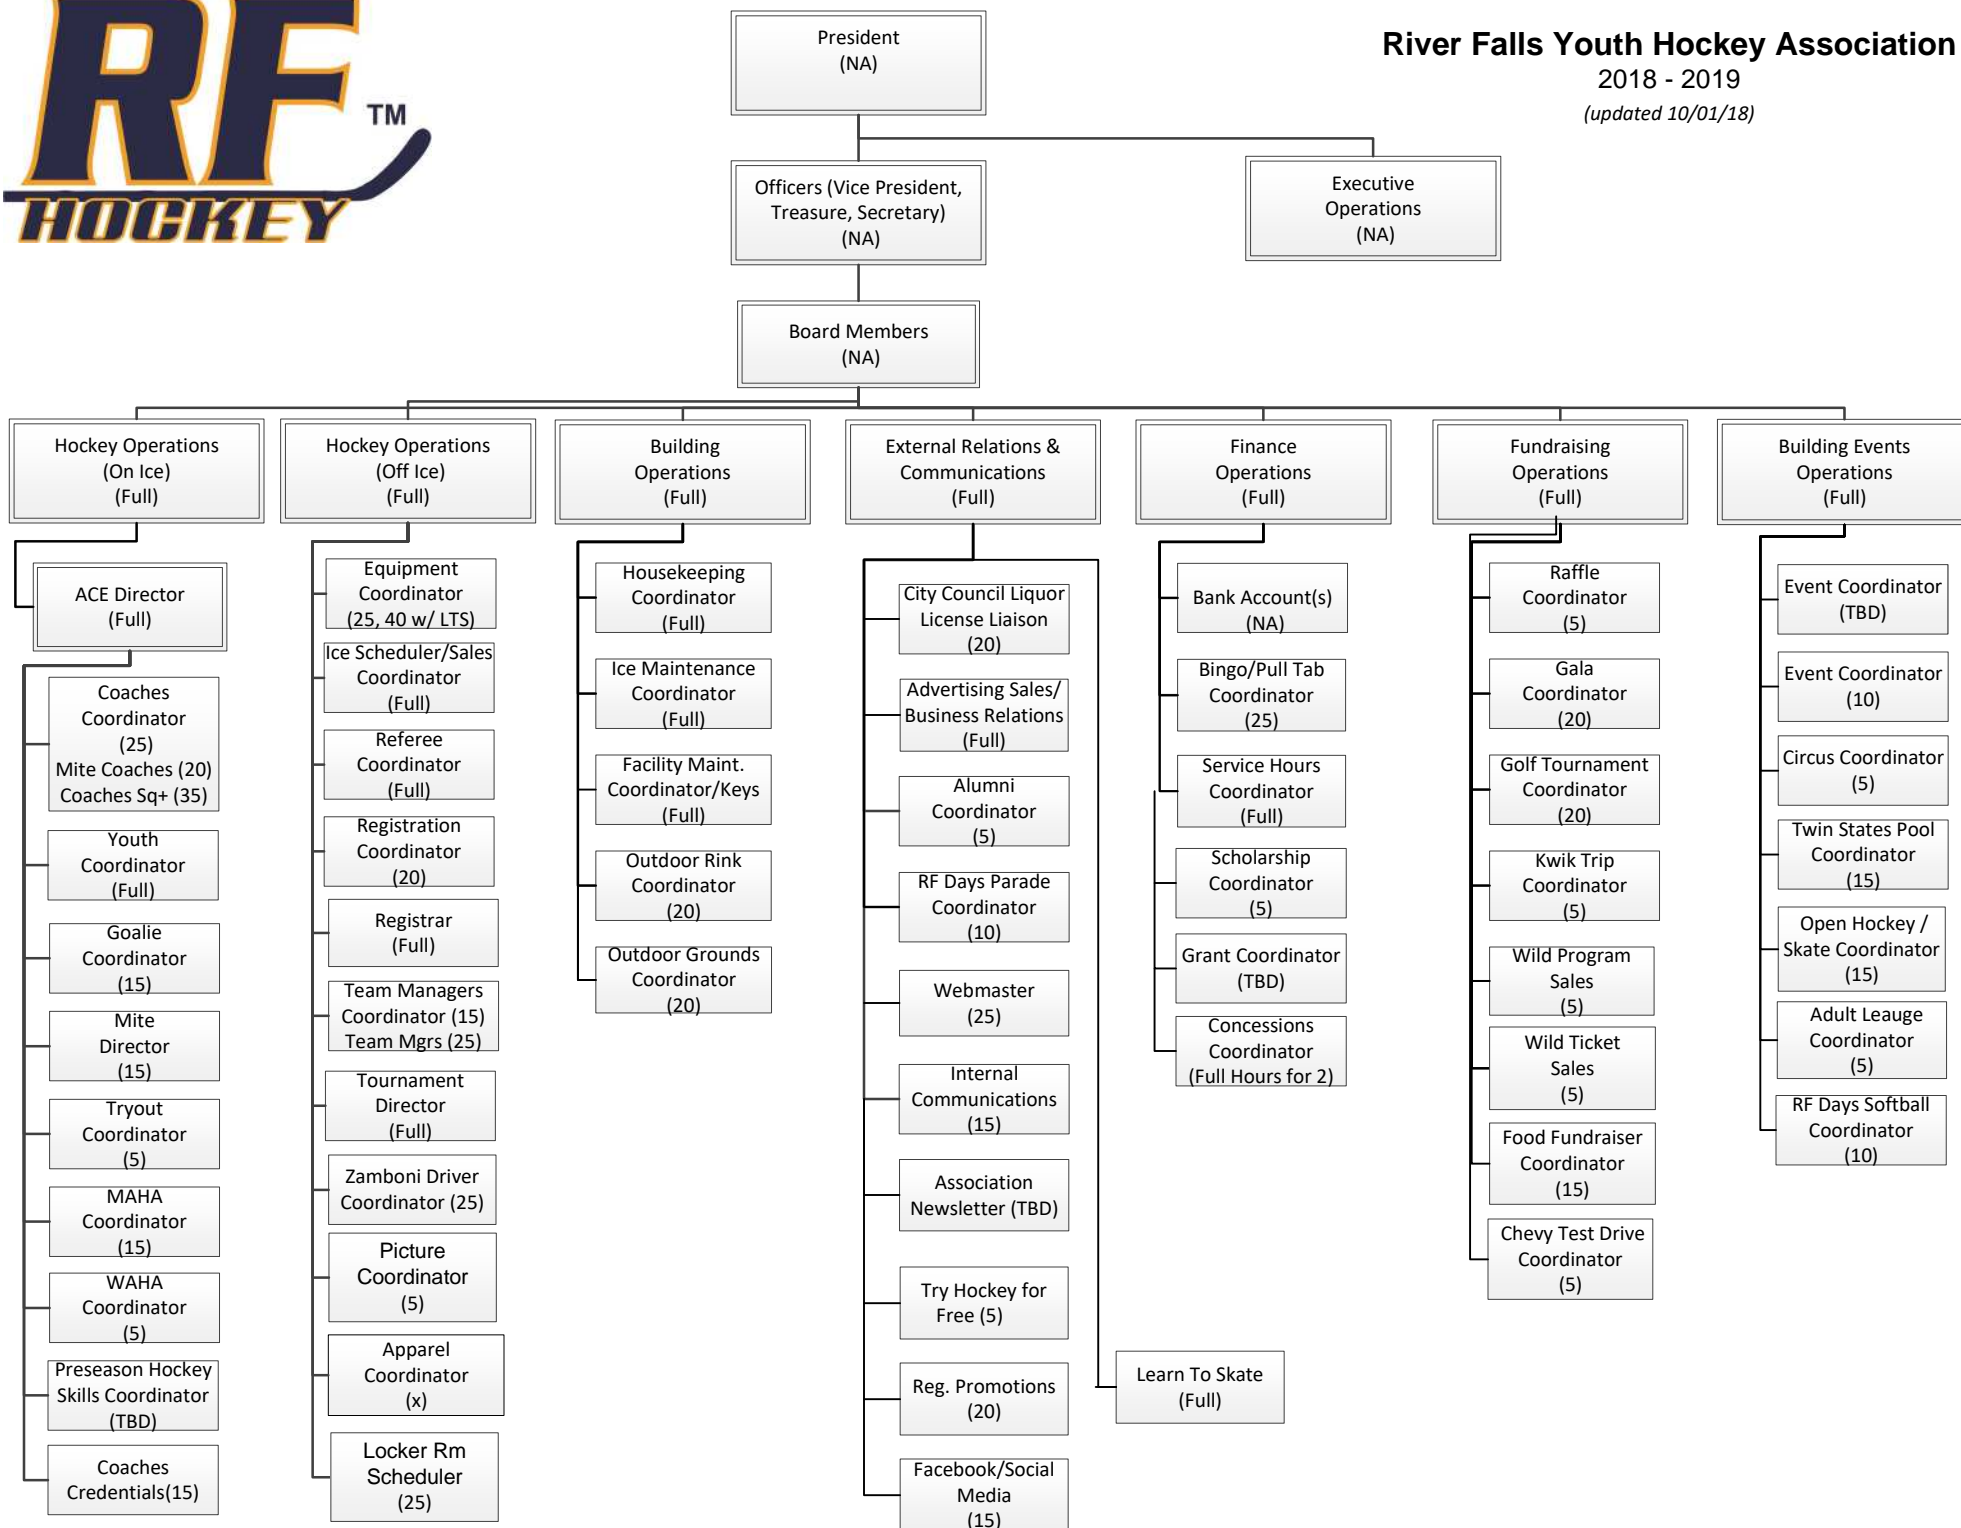 RF
TM
HOCKEY
River Falls Youth Hockey Association
2018 - 2019
(updated 10/01/18)
President
(NA)
Officers (Vice President,
Treasure, Secretary)
(NA)
Executive
Operations
(NA)
Board Members
(NA)
Hockey Operations
(On Ice)
(Full)
Hockey Operations
(Off Ice)
(Full)
Building
Operations
(Full)
External Relations &
Communications
(Full)
Finance
Operations
(Full)
Fundraising
Operations
(Full)
Building Events
Operations
(Full)
ACE Director
(Full)
Coaches
Coordinator
(25)
Mite Coaches (20)
Coaches Sq+ (35)
Youth
Coordinator
(Full)
Goalie
Coordinator
(15)
Mite
Director
(15)
Tryout
Coordinator
(5)
MAHA
Coordinator
(15)
WAHA
Coordinator
(5)
Preseason Hockey
Skills Coordinator
(TBD)
Coaches
Credentials(15)
Equipment
Coordinator
(25, 40 w/ LTS)
Ice Scheduler/Sales
Coordinator
(Full)
Referee
Coordinator
(Full)
Registration
Coordinator
(20)
Registrar
(Full)
Team Managers
Coordinator (15)
Team Mgrs (25)
Tournament
Director
(Full)
Zamboni Driver
Coordinator (25)
Picture
Coordinator
(5)
Apparel
Coordinator
(x)
Locker Rm
Scheduler
(25)
Housekeeping
Coordinator
(Full)
Ice Maintenance
Coordinator
(Full)
Facility Maint.
Coordinator/Keys
(Full)
Outdoor Rink
Coordinator
(20)
Outdoor Grounds
Coordinator
(20)
City Council Liquor
License Liaison
(20)
Advertising Sales/
Business Relations
(Full)
Alumni
Coordinator
(5)
RF Days Parade
Coordinator
(10)
Webmaster
(25)
Internal
Communications
(15)
Association
Newsletter (TBD)
Try Hockey for
Free (5)
Reg. Promotions
(20)
Facebook/Social
Media
(15)
Learn To Skate
(Full)
Bank Account(s)
(NA)
Bingo/Pull Tab
Coordinator
(25)
Service Hours
Coordinator
(Full)
Scholarship
Coordinator
(5)
Grant Coordinator
(TBD)
Concessions
Coordinator
(Full Hours for 2)
Raffle
Coordinator
(5)
Gala
Coordinator
(20)
Golf Tournament
Coordinator
(20)
Kwik Trip
Coordinator
(5)
Wild Program
Sales
(5)
Wild Ticket
Sales
(5)
Food Fundraiser
Coordinator
(15)
Chevy Test Drive
Coordinator
(5)
Event Coordinator
(TBD)
Event Coordinator
(10)
Circus Coordinator
(5)
Twin States Pool
Coordinator
(15)
Open Hockey /
Skate Coordinator
(15)
Adult Leauge
Coordinator
(5)
RF Days Softball
Coordinator
(10)